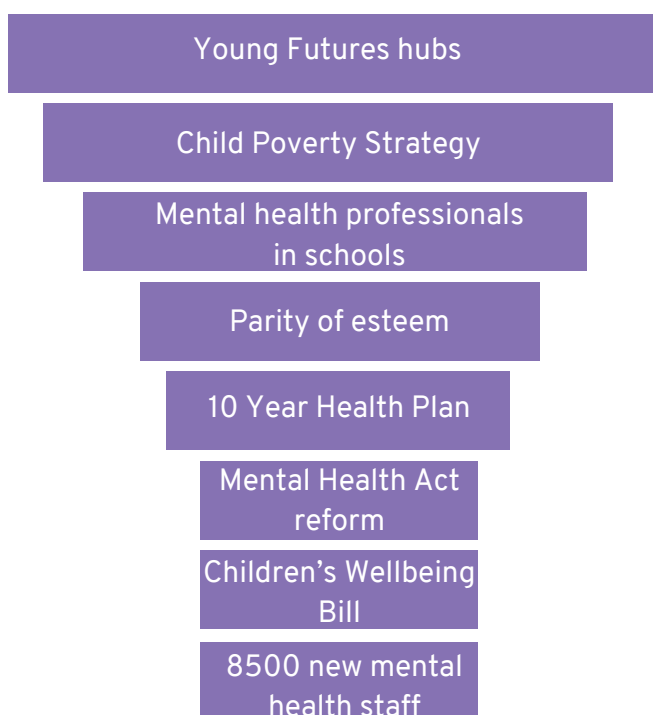 Young Futures hubs
Child Poverty Strategy
Mental health professionals
in schools
Parity of esteem
10 Year Health Plan
Mental Health Act
reform
Children’s Wellbeing
Bill
8500 new mental
health staff